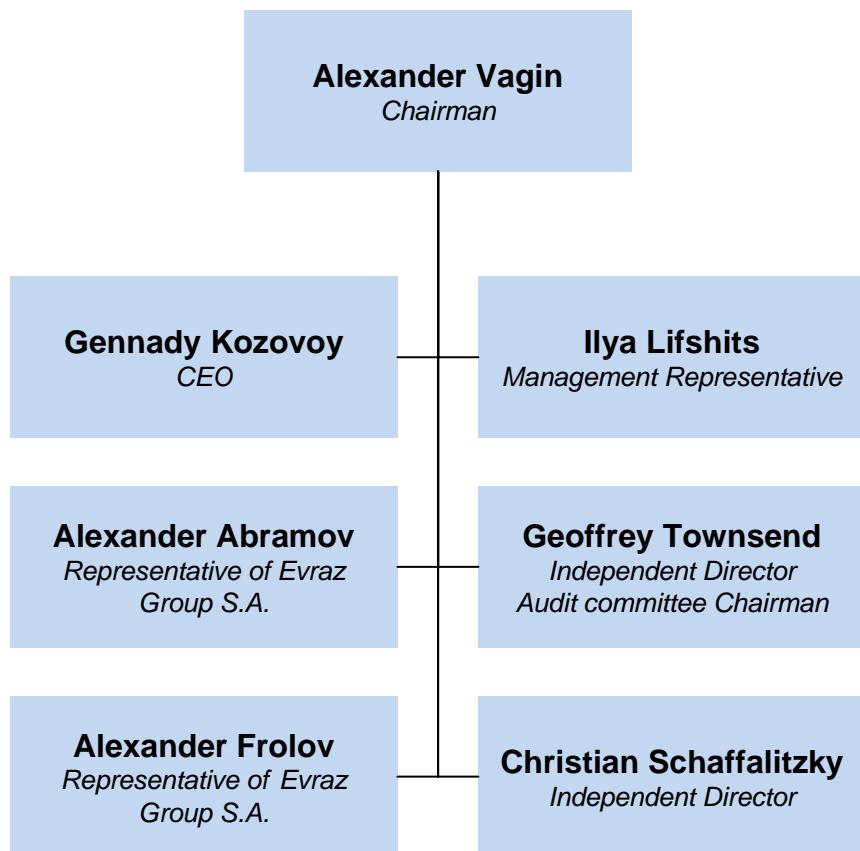 Alexander Vagin
Chairman
Gennady Kozovoy
CEO
Ilya Lifshits
Management Representative
Alexander Abramov
Representative of Evraz
Group S.A.
Geoffrey Townsend
Independent Director
Audit committee Chairman
Alexander Frolov
Representative of Evraz
Group S.A.
Christian Schaffalitzky
Independent Director